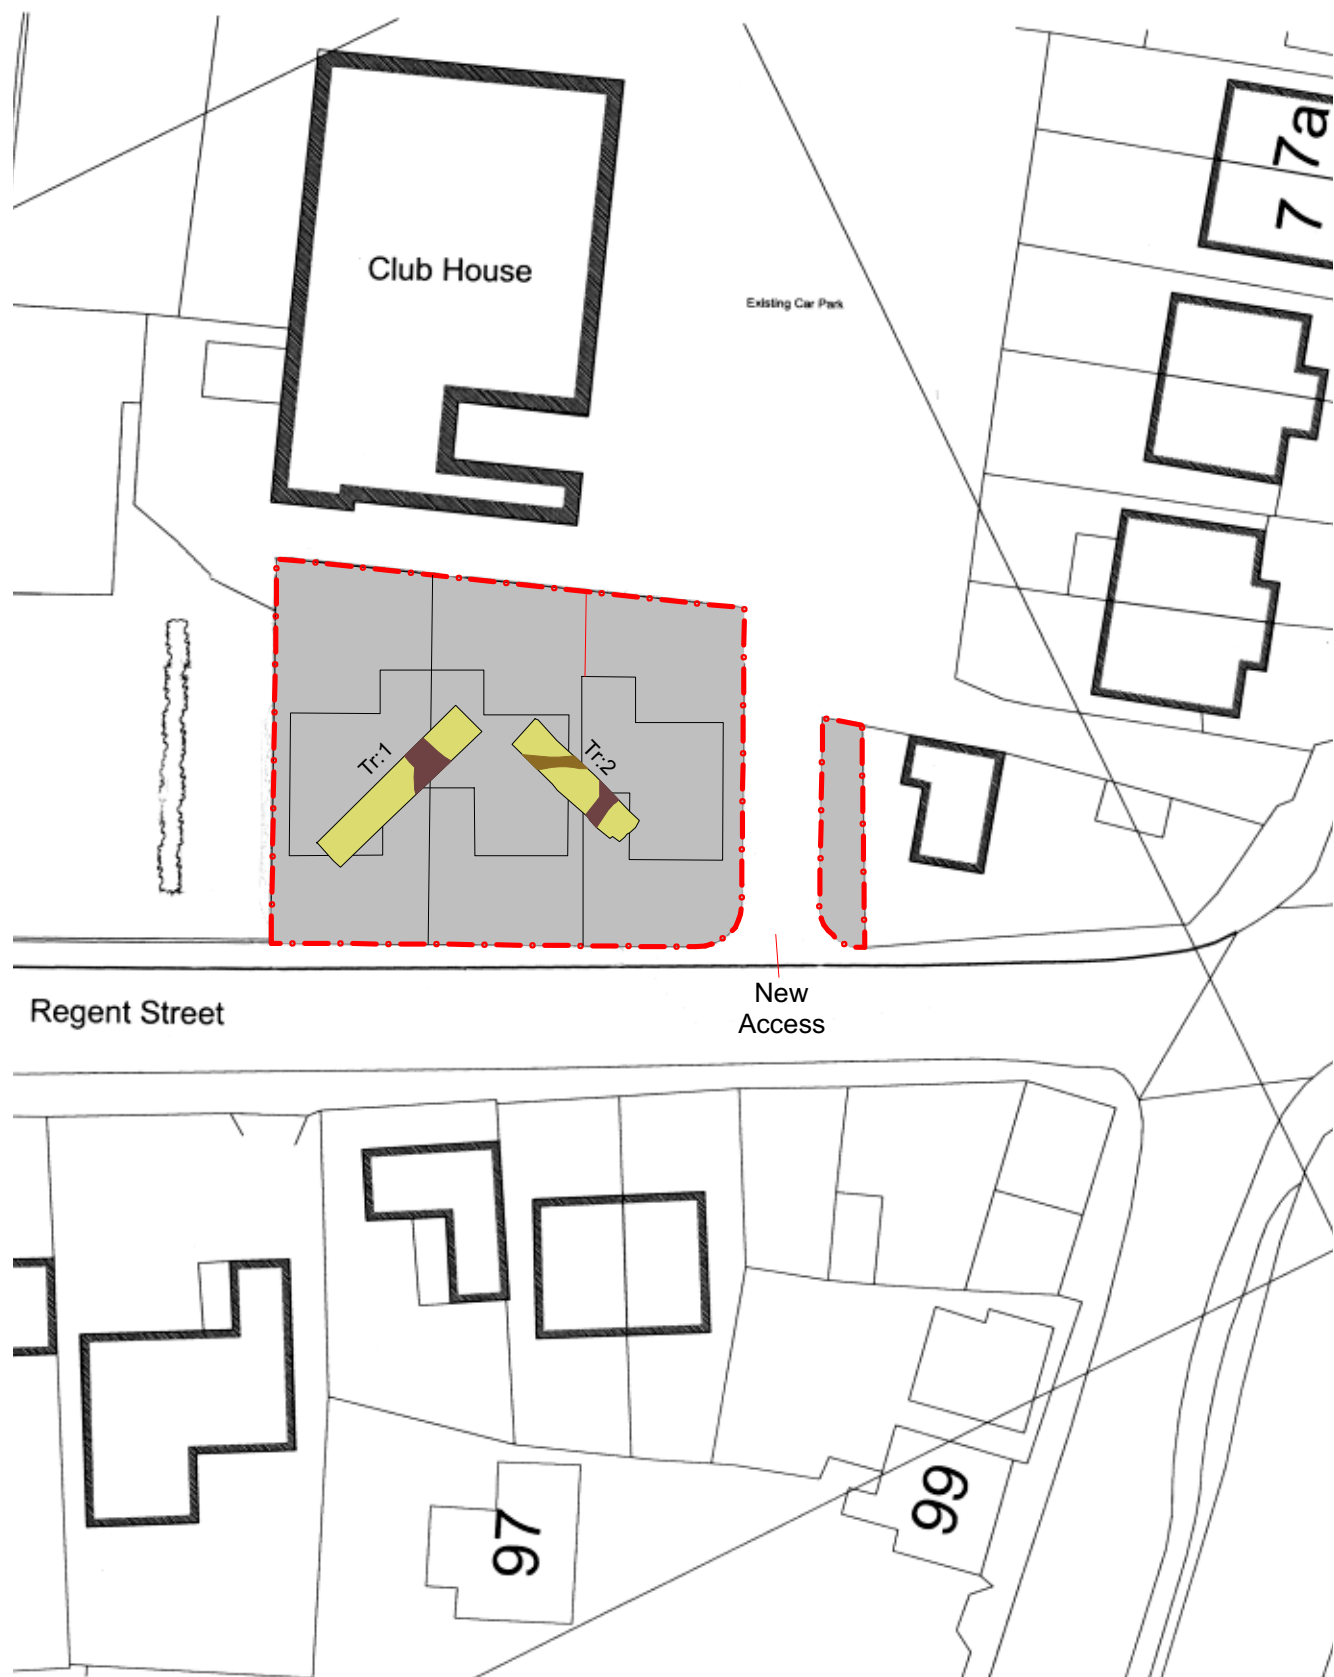 7a
7
Club House
Existing Car Park
Tr:1
Tr:2
New
Access
Regent Street
97
99